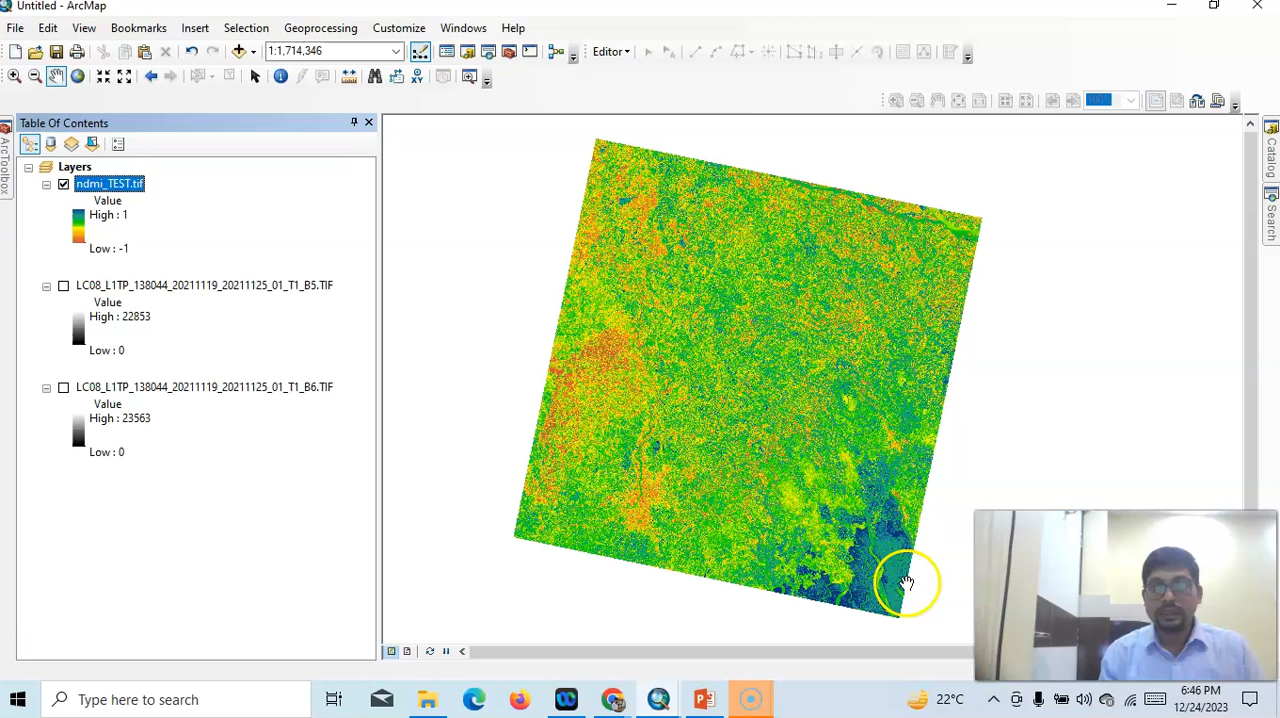 Untitled - ArcMap
File Edit View Bookmarks Insert Selection Geoprocessing Customize Windows Help
1:1,714,346
Editor
Table Of Contents
Layers
ndmi_TEST.tif
Value
High : 1
Low : -1
LC08_L1TP_138044_20211119_20211125_01_T1_B5.TIF
Value
High : 22853
Low : 0
LC08_L1TP_138044_20211119_20211125_01_T1_B6.TIF
Value
High : 23563
Low : 0
ArcToolbox
Catalog
Search
Type here to search
22°C
6:46 PM
12/24/2023